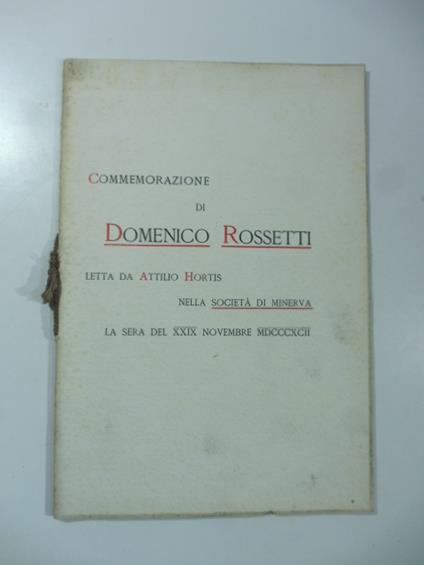 COMMEMORAZIONE
DI
DOMENICO ROSSETTI
LETTA DA ATTILIO HORTIS
NELLA SOCIETÀ DI MINERVA
LA SERA DEL XXIX NOVEMBRE MDCCCXCII